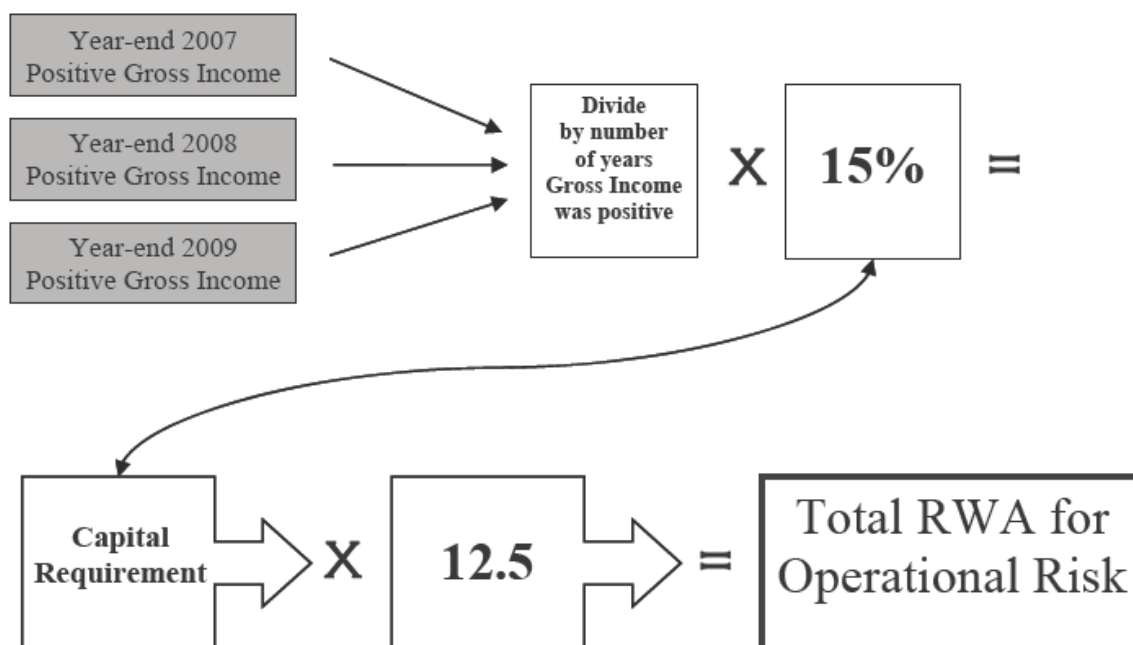 Year-end 2007
Positive Gross Income
Year-end 2008
Positive Gross Income
Year-end 2009
Positive Gross Income
Divide
by number
of years
Gross Income
was positive
X
15%
=
Capital
Requirement
X
12.5
=
Total RWA for
Operational Risk